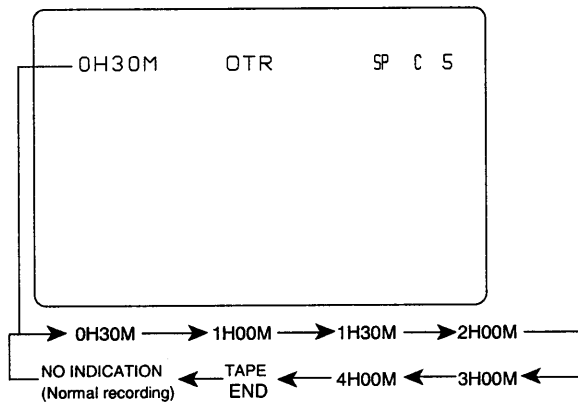 0H30M OTR SP C 5
0H30M 1H00M 1H30M 2H00M
NO INDICATION
(Normal recording)
TAPE
END
4H00M 3H00M